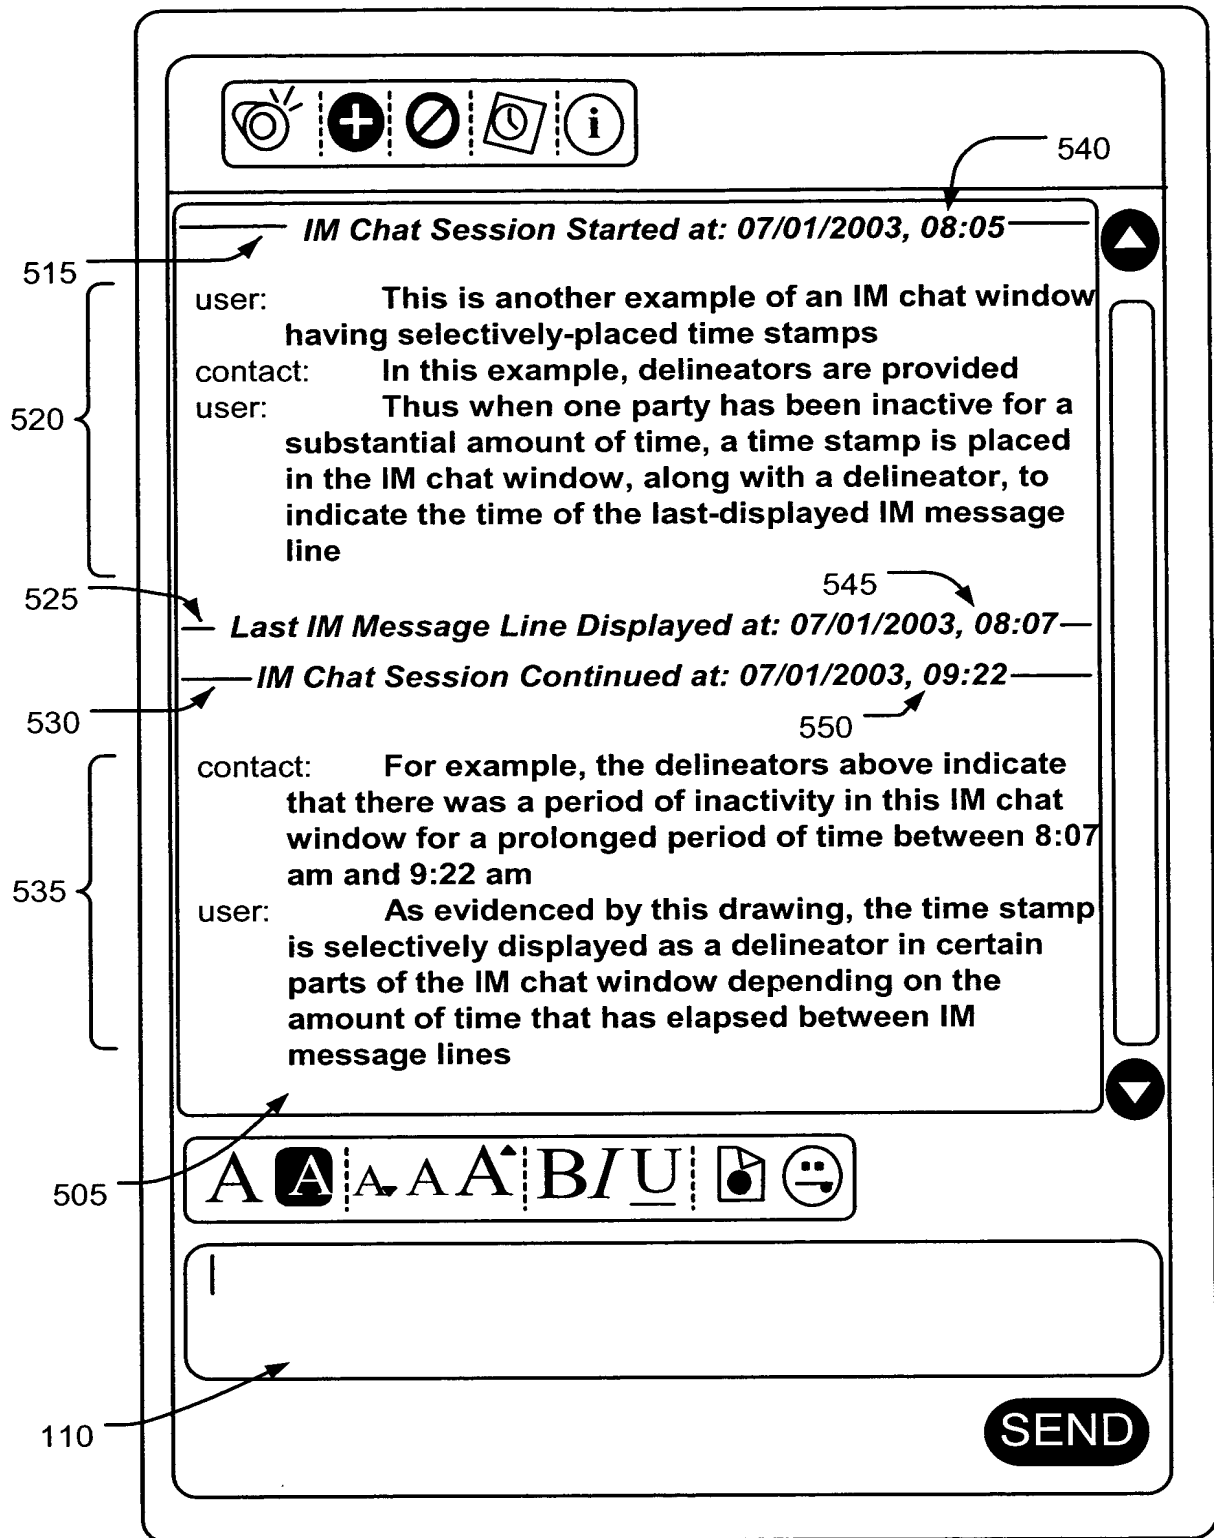 i
540
IM Chat Session Started at: 07/01/2003, 08:05
515
user: This is another example of an IM chat window
having selectively-placed time stamps
contact: In this example, delineators are provided
user: Thus when one party has been inactive for a
520
substantial amount of time, a time stamp is placed
in the IM chat window, along with a delineator, to
indicate the time of the last-displayed IM message
line
525
545
Last IM Message Line Displayed at: 07/01/2003, 08:07
IM Chat Session Continued at: 07/01/2003, 09:22
530
550
contact: For example, the delineators above indicate
that there was a period of inactivity in this IM chat
window for a prolonged period of time between 8:07
am and 9:22 am
535
user: As evidenced by this drawing, the time stamp
is selectively displayed as a delineator in certain
parts of the IM chat window depending on the
amount of time that has elapsed between IM
message lines
505
A A A A A B I U
110
SEND